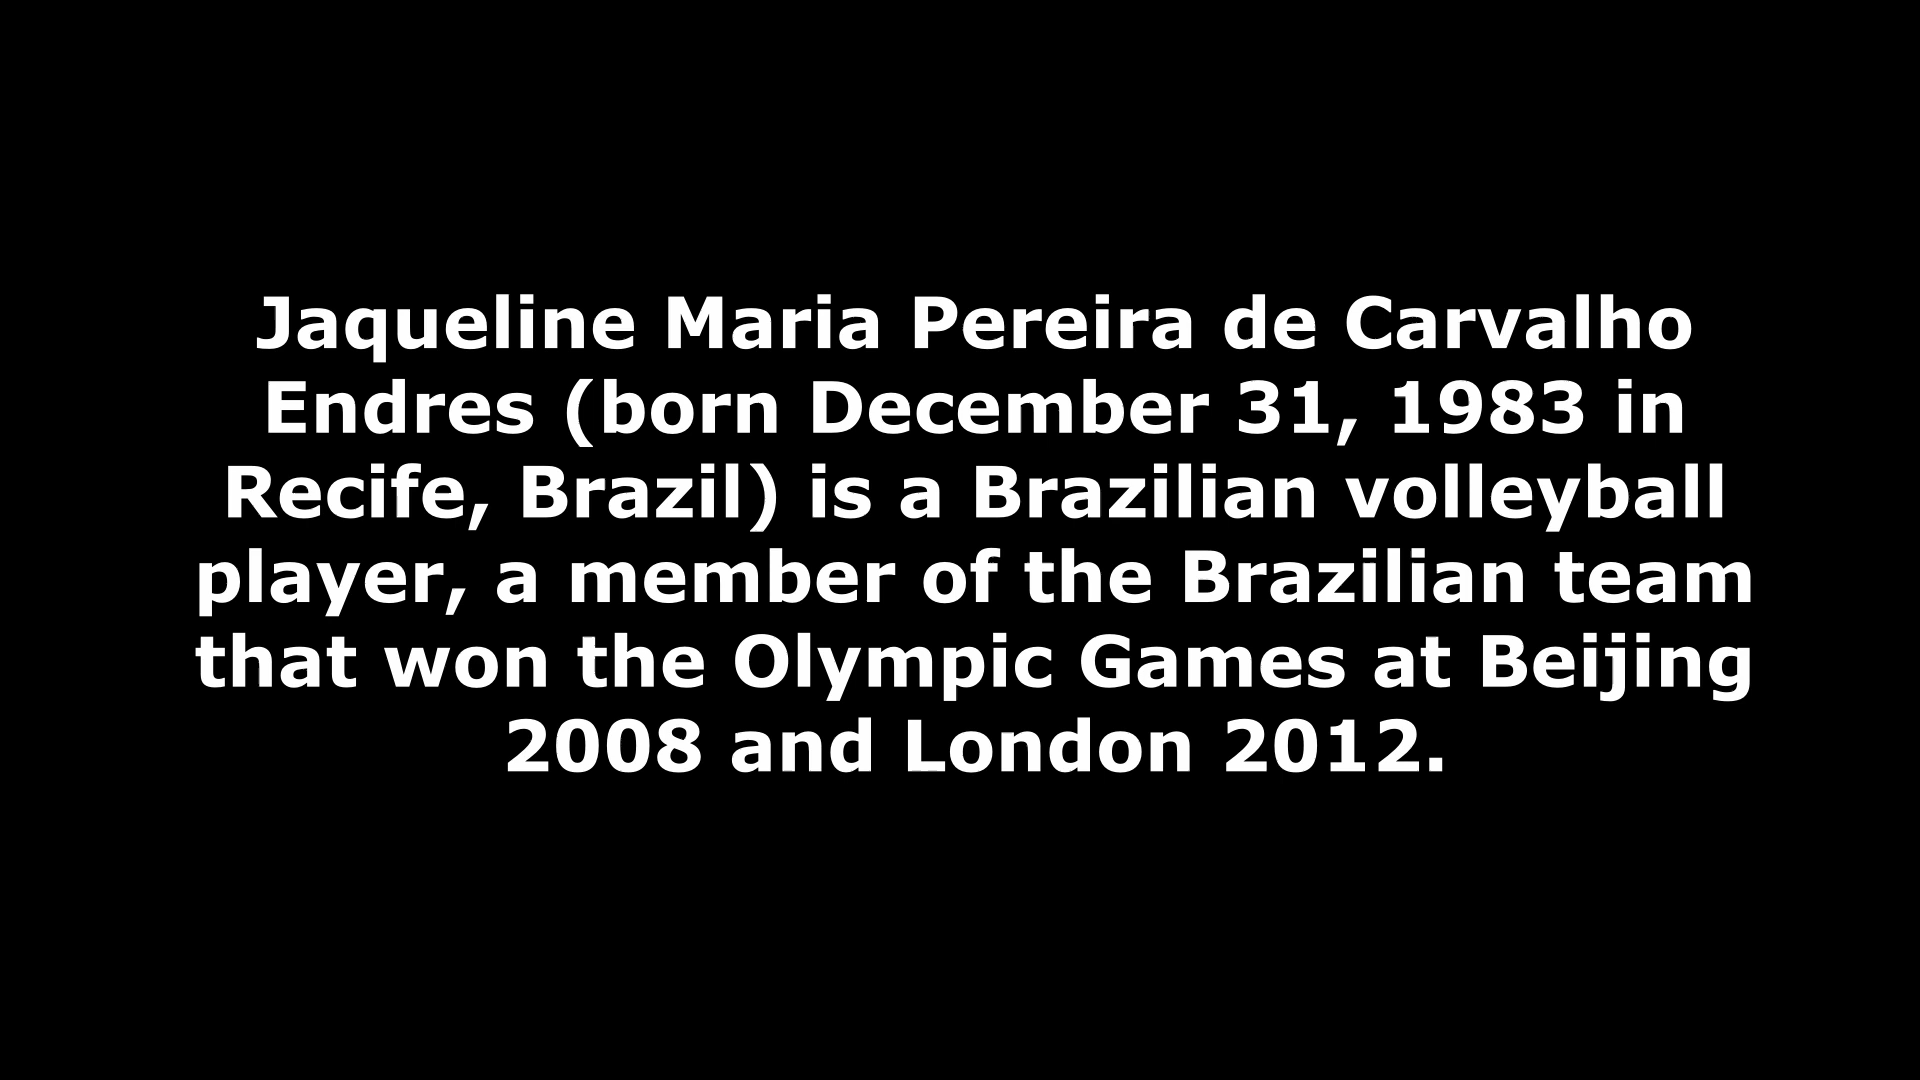 Jaqueline Maria Pereira de Carvalho
Endres (born December 31, 1983 in
Recife, Brazil) is a Brazilian volleyball
player, a member of the Brazilian team
that won the Olympic Games at Beijing
2008 and London 2012.